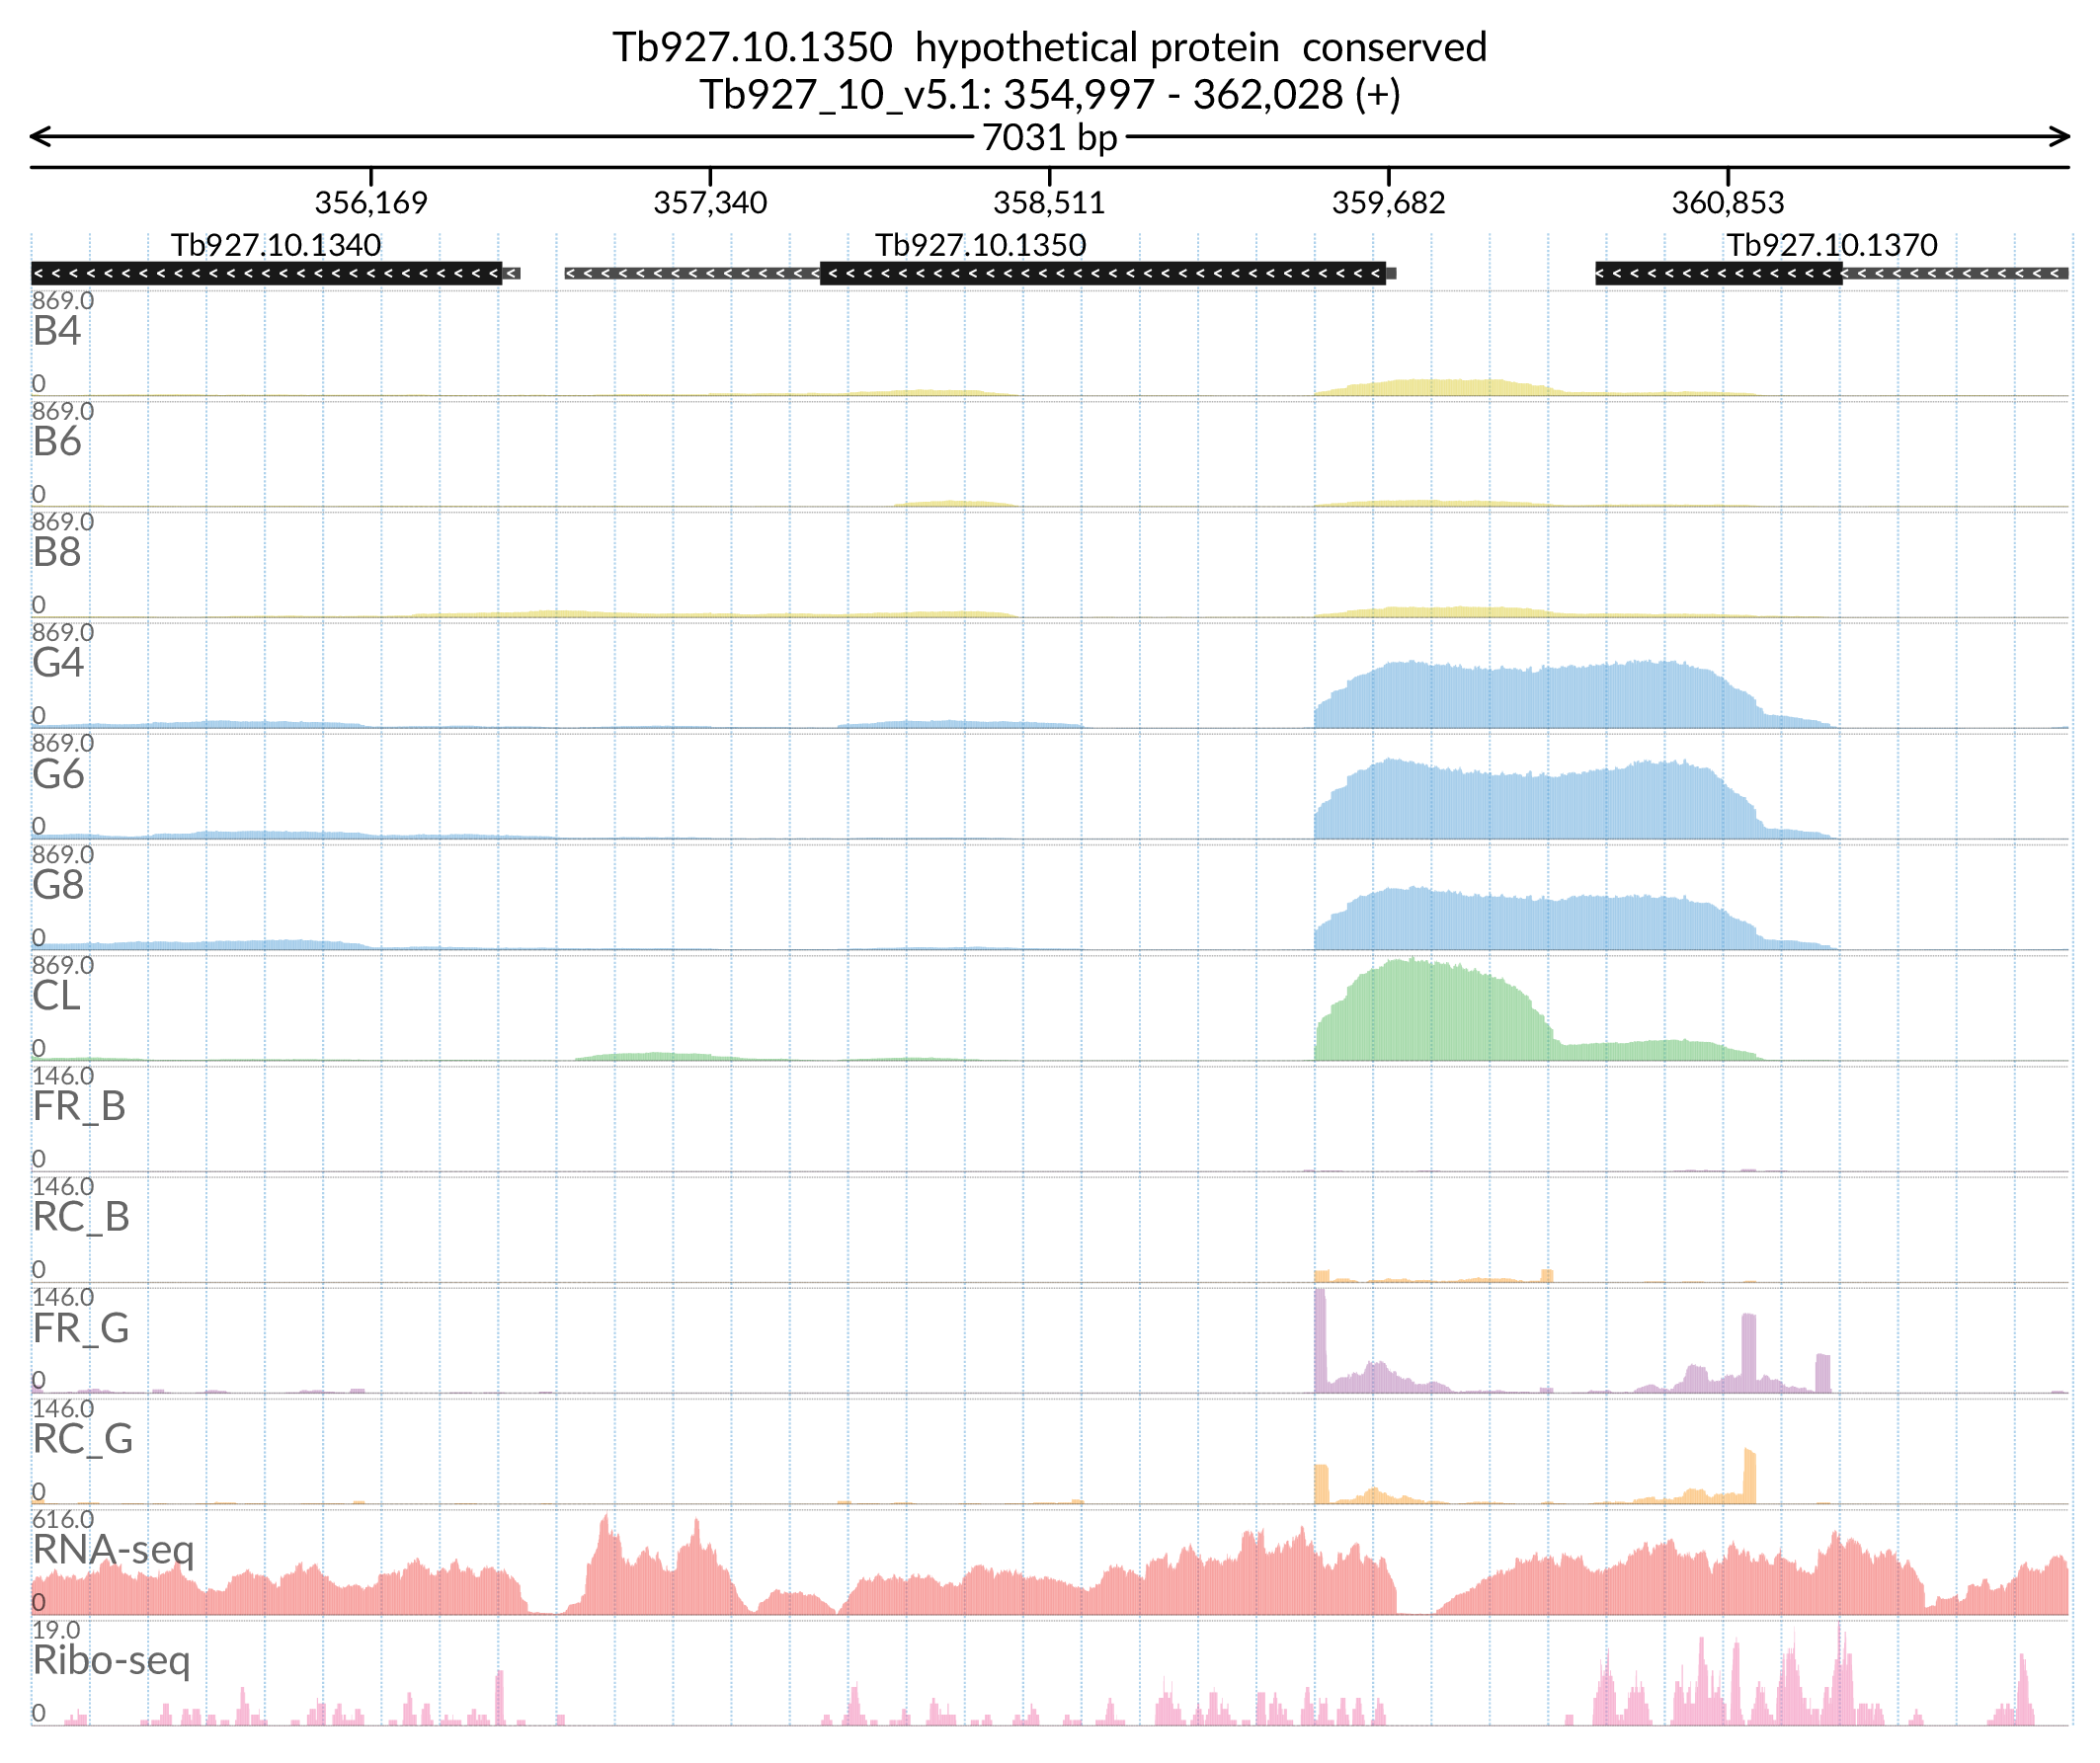 Tb927.10.1350  hypothetical protein  conserved
Tb927_10_v5.1: 354,997 - 362,028 (+)
7031 bp
356,169 357,340 358,511 359,682 360,853
Tb927.10.1340 Tb927.10.1350 Tb927.10.1370
869.0
B4
0
869.0
B6
0
869.0
B8
0
869.0
G4
0
869.0
G6
0
869.0
G8
0
869.0
CL
0
146.0
FR_B
0
146.0
RC_B
0
146.0
FR_G
0
146.0
RC_G
0
616.0
RNA-seq
0
19.0
Ribo-seq
0